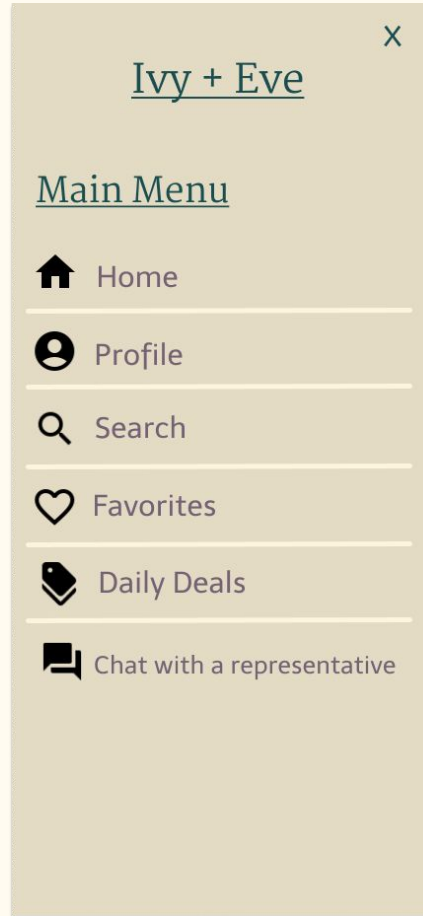 X
Ivy + Eve
Main Menu
Home
Profile
Search
Favorites
Daily Deals
Chat with a representative